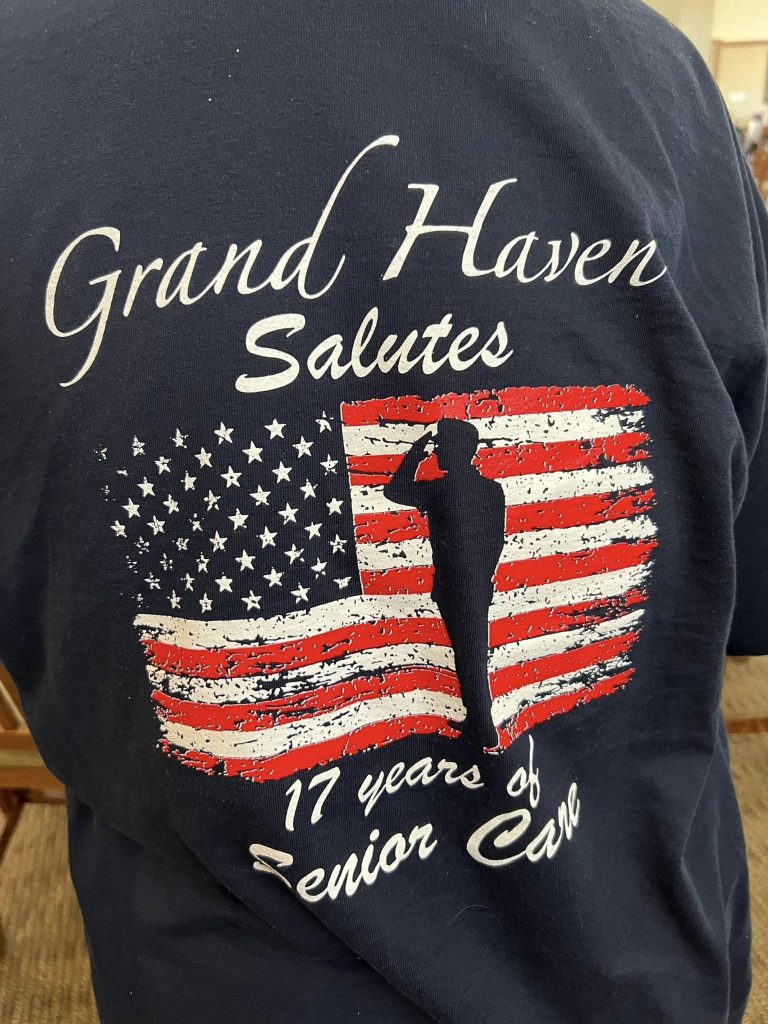 Grand Haven
Salutes
17 years of
Senior Care